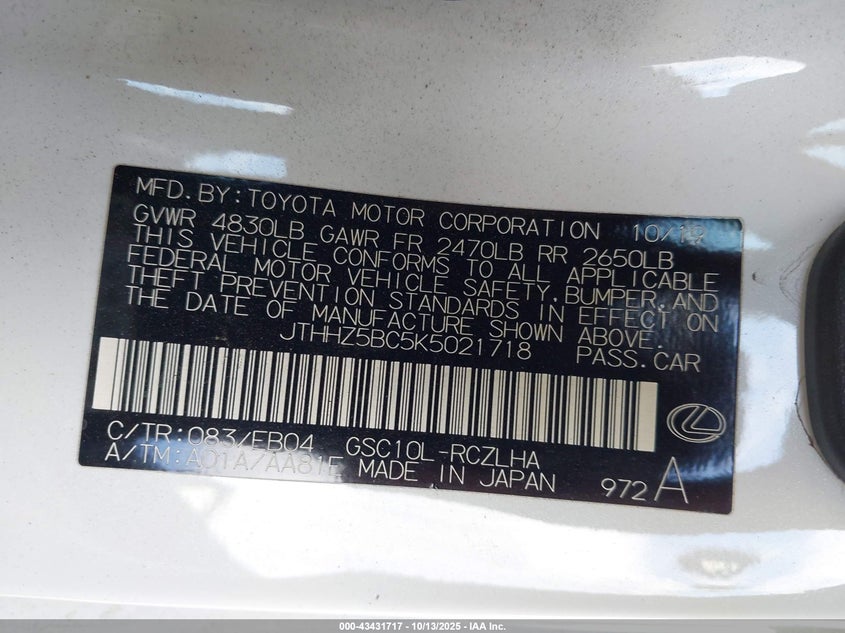 MFD. BY: TOYOTA MOTOR CORPORATION 10/19
GVWR 4830LB GAWR FR 2470LB RR 2650LB
THIS VEHICLE CONFORMS TO ALL APPLICABLE
FEDERAL MOTOR VEHICLE SAFETY, BUMPER, AND
THEFT PREVENTION STANDARDS IN EFFECT ON
THE DATE OF MANUFACTURE SHOWN ABOVE.
JTHHZ5BC5K5021718 PASS. CAR
C/TR: 083/EB04 GSC10L-RCZLHA
A/TM: A01A/AA81E MADE IN JAPAN 972 A
000-43431717 | 10/13/2025 | IAA Inc.